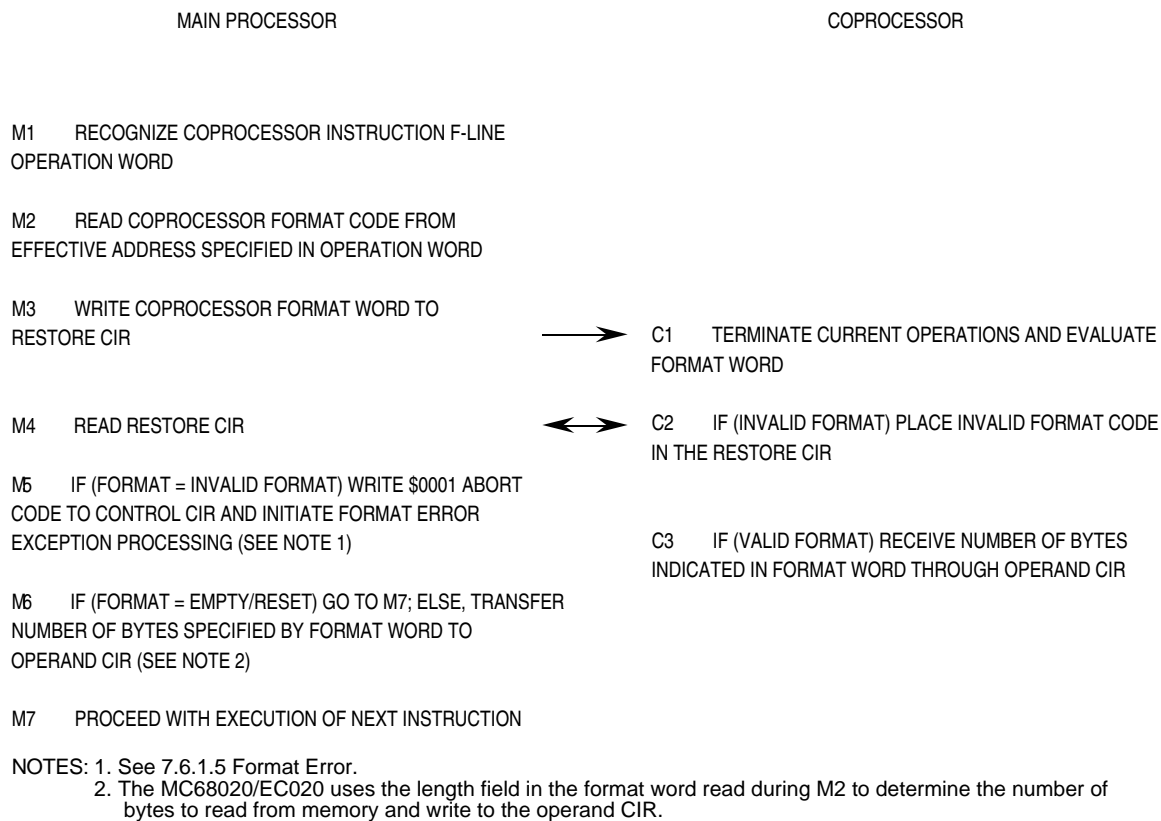 MAIN PROCESSOR
COPROCESSOR
M1 RECOGNIZE COPROCESSOR INSTRUCTION F-LINE
OPERATION WORD
M2 READ COPROCESSOR FORMAT CODE FROM
EFFECTIVE ADDRESS SPECIFIED IN OPERATION WORD
M3 WRITE COPROCESSOR FORMAT WORD TO
RESTORE CIR
C1 TERMINATE CURRENT OPERATIONS AND EVALUATE
FORMAT WORD
M4 READ RESTORE CIR
C2 IF (INVALID FORMAT) PLACE INVALID FORMAT CODE
IN THE RESTORE CIR
M5 IF (FORMAT = INVALID FORMAT) WRITE $0001 ABORT
CODE TO CONTROL CIR AND INITIATE FORMAT ERROR
EXCEPTION PROCESSING (SEE NOTE 1)
C3 IF (VALID FORMAT) RECEIVE NUMBER OF BYTES
INDICATED IN FORMAT WORD THROUGH OPERAND CIR
M6 IF (FORMAT = EMPTY/RESET) GO TO M7; ELSE, TRANSFER
NUMBER OF BYTES SPECIFIED BY FORMAT WORD TO
OPERAND CIR (SEE NOTE 2)
M7 PROCEED WITH EXECUTION OF NEXT INSTRUCTION
NOTES: 1. See 7.6.1.5 Format Error.
2. The MC68020/EC020 uses the length field in the format word read during M2 to determine the number of
bytes to read from memory and write to the operand CIR.